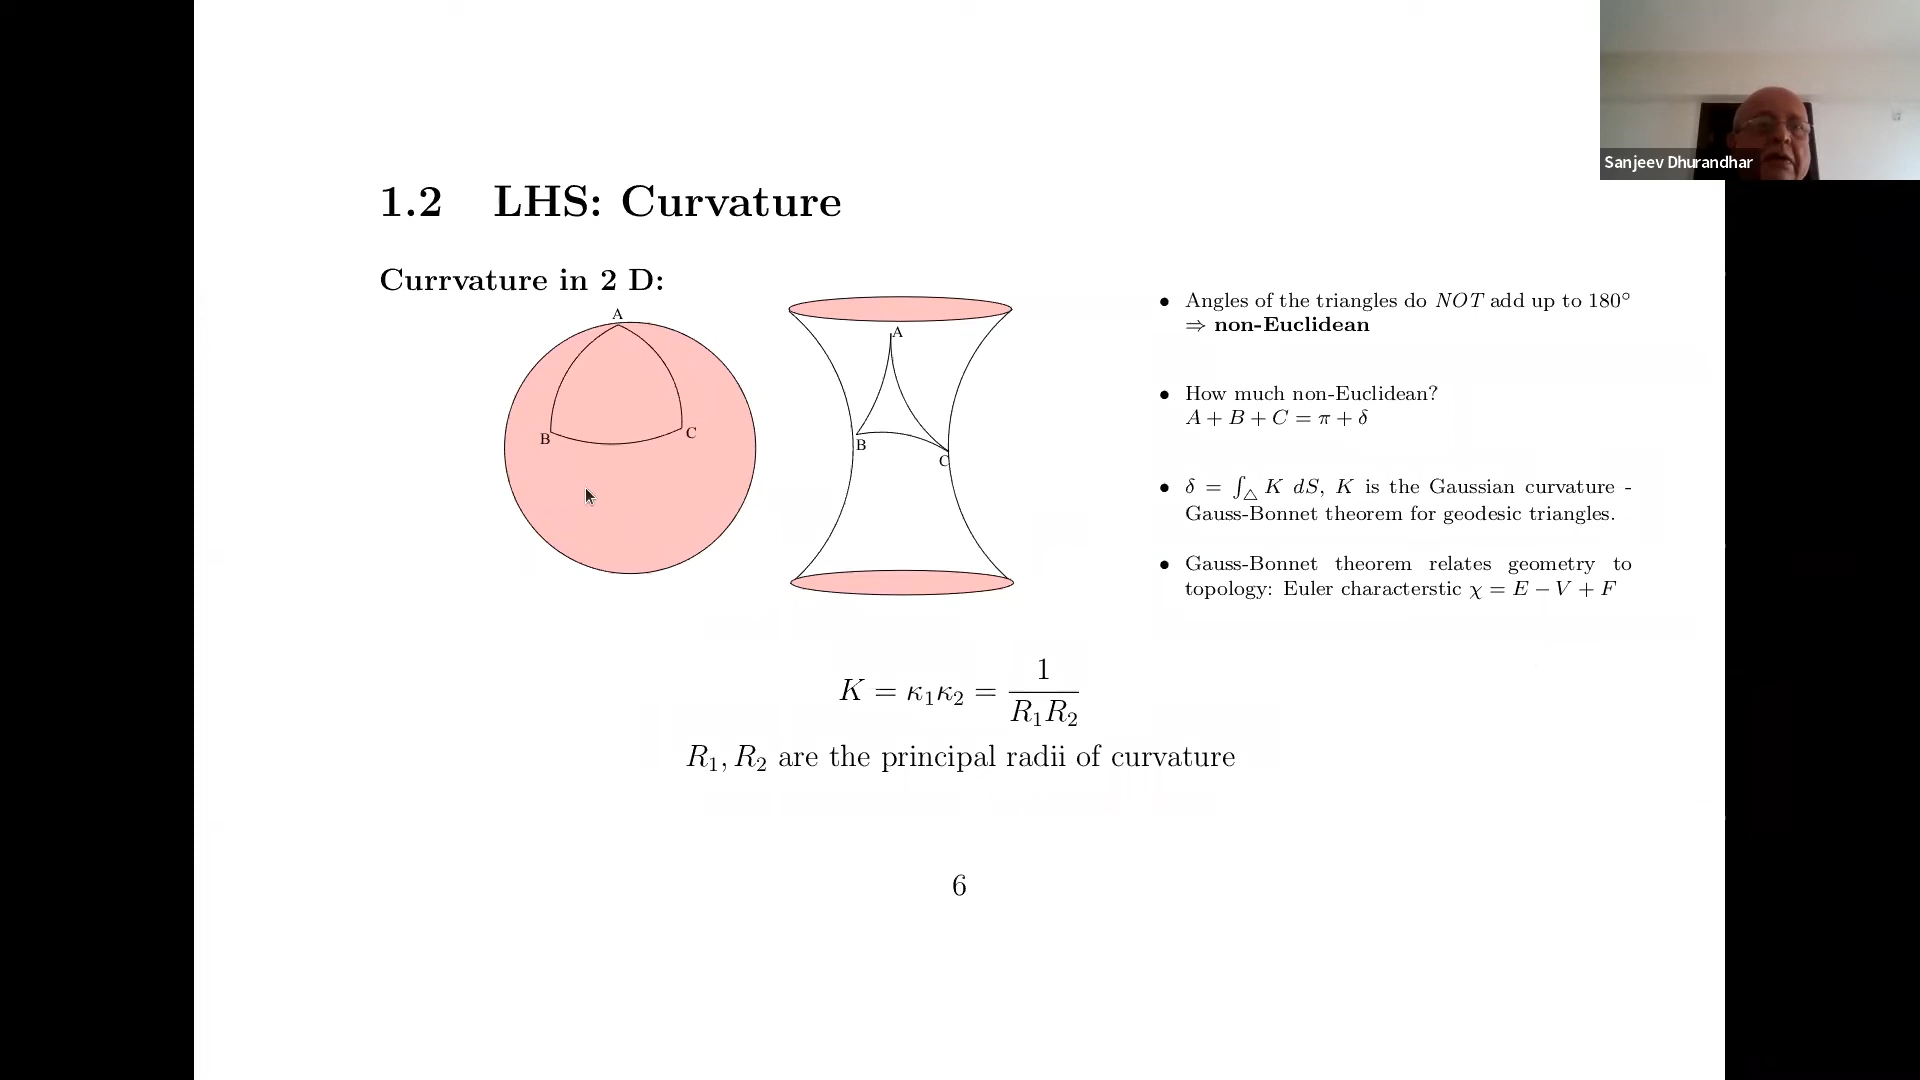 Sanjeev Dhurandhar
1.2 LHS: Curvature
Currvature in 2 D:
A
B
C
A
B
C
• Angles of the triangles do NOT add up to 180°
⇒ non-Euclidean
• How much non-Euclidean?
A + B + C = π + δ
• δ = ∫△ K dS, K is the Gaussian curvature -
Gauss-Bonnet theorem for geodesic triangles.
• Gauss-Bonnet theorem relates geometry to
topology: Euler characterstic χ = E − V + F
K = κ₁κ₂ = 1/(R₁R₂)
R₁, R₂ are the principal radii of curvature
6